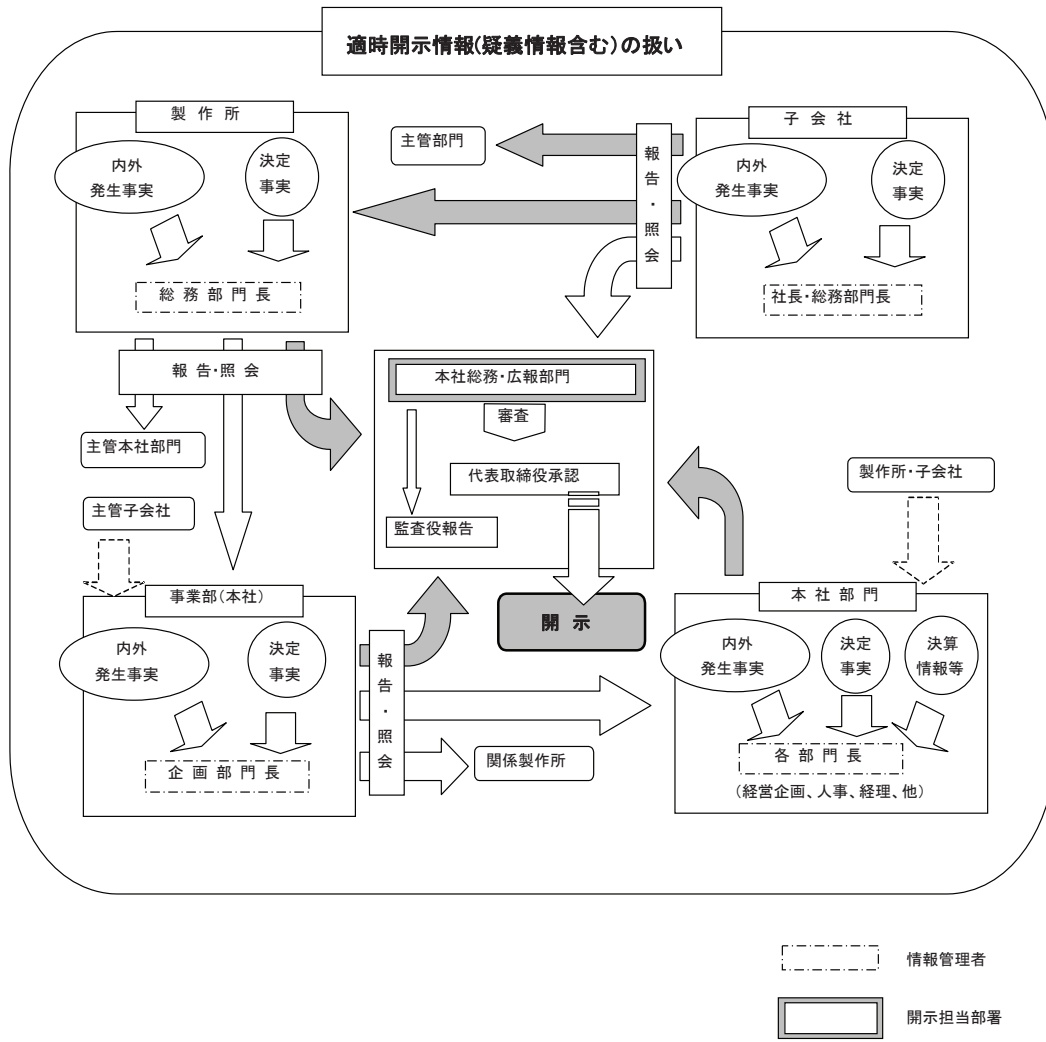 適時開示情報(疑義情報含む)の扱い
製作所
内外
発生事実
決定
事実
総務部門長
主管部門
報告・照会
子会社
内外
発生事実
決定
事実
社長・総務部門長
報告・照会
主管本社部門
主管子会社
本社総務・広報部門
審査
代表取締役承認
監査役報告
開示
製作所・子会社
事業部(本社)
内外
発生事実
決定
事実
企画部門長
報告・照会
関係製作所
本社部門
内外
発生事実
決定
事実
決算
情報等
各部門長
(経営企画、人事、経理、他)
情報管理者
開示担当部署